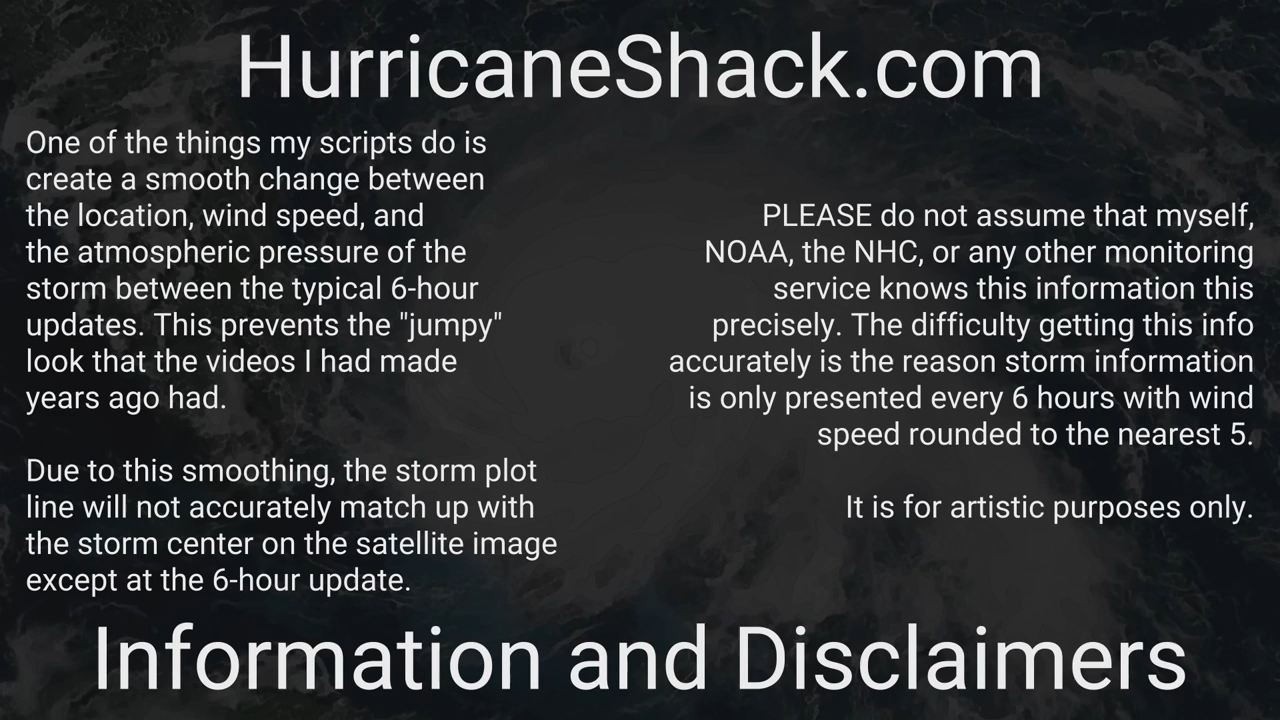 HurricaneShack.com
One of the things my scripts do is
create a smooth change between
the location, wind speed, and
the atmospheric pressure of the
storm between the typical 6-hour
updates. This prevents the "jumpy"
look that the videos I had made
years ago had.
Due to this smoothing, the storm plot
line will not accurately match up with
the storm center on the satellite image
except at the 6-hour update.
PLEASE do not assume that myself,
NOAA, the NHC, or any other monitoring
service knows this information this
precisely. The difficulty getting this info
accurately is the reason storm information
is only presented every 6 hours with wind
speed rounded to the nearest 5.
It is for artistic purposes only.
Information and Disclaimers